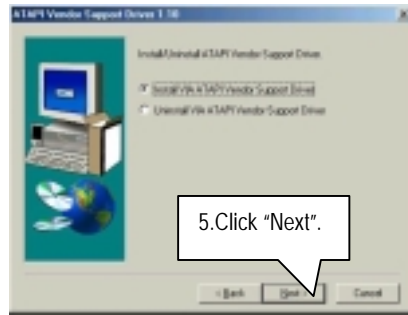 ATAPI Vendor Support Driver 1.10
Install/Uninstall ATAPI Vendor Support Driver.
Install VIA ATAPI Vendor Support Driver
Uninstall VIA ATAPI Vendor Support Driver
5.Click “Next”.
< Back
Next >
Cancel